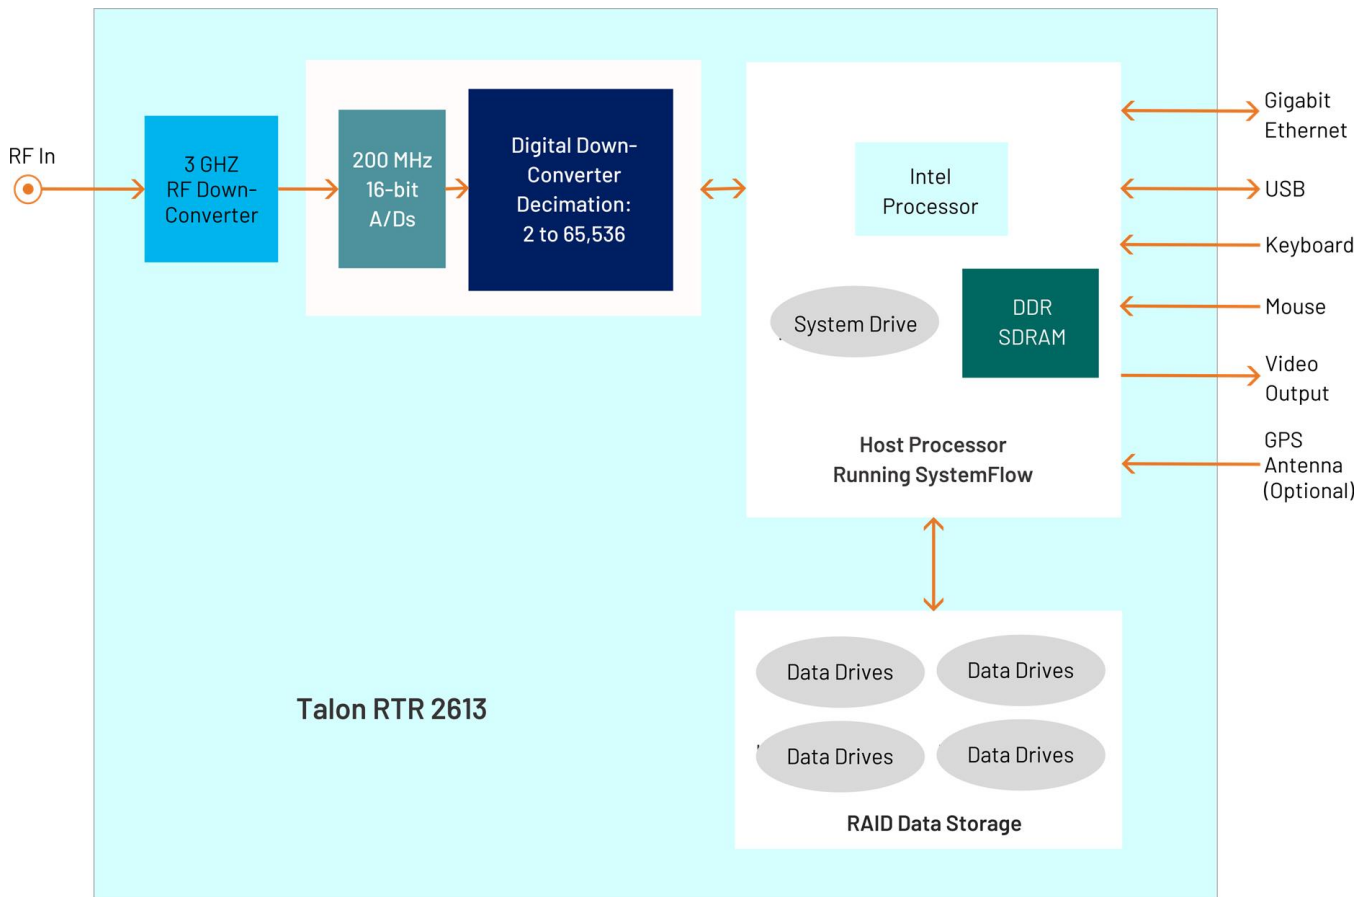 RF In
3 GHZ
RF Down-
Converter
200 MHz
16-bit
A/Ds
Digital Down-
Converter
Decimation:
2 to 65,536
Intel
Processor
System Drive
DDR
SDRAM
Host Processor
Running SystemFlow
Gigabit
Ethernet
USB
Keyboard
Mouse
Video
Output
GPS
Antenna
(Optional)
Data Drives
Data Drives
Data Drives
Data Drives
RAID Data Storage
Talon RTR 2613